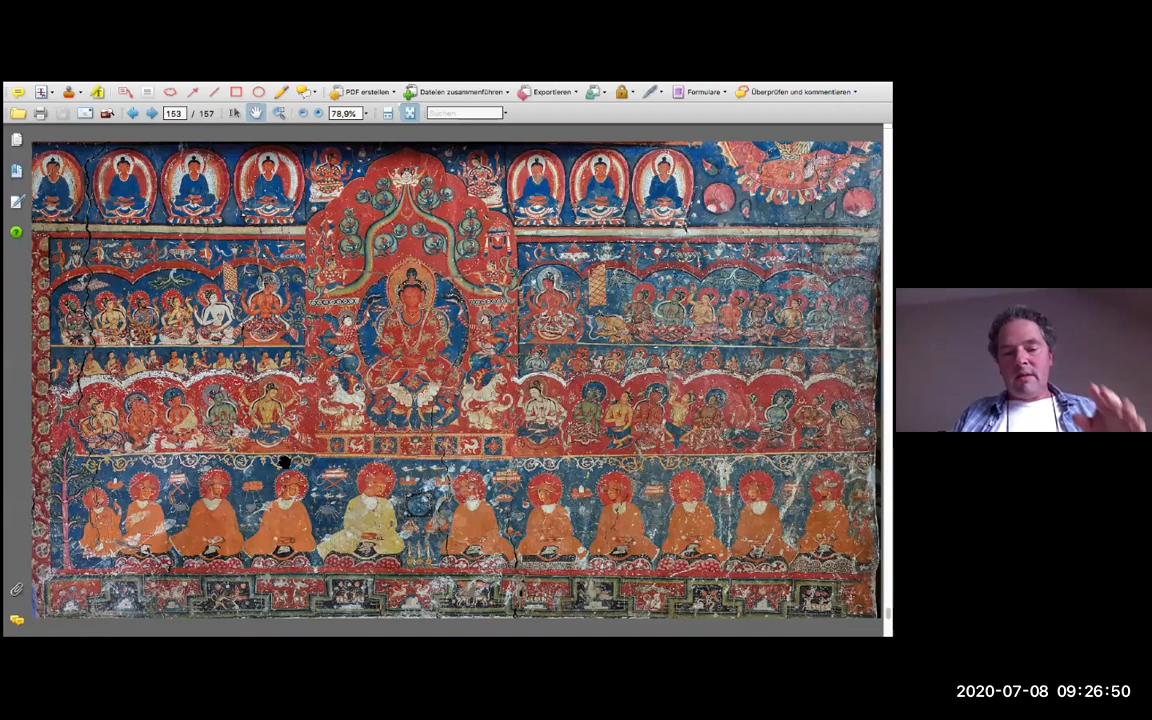 PDF erstellen Dateien zusammenführen Exportieren Formulare Überprüfen und kommentieren
153 / 157 78,9% Suchen
2020-07-08 09:26:50